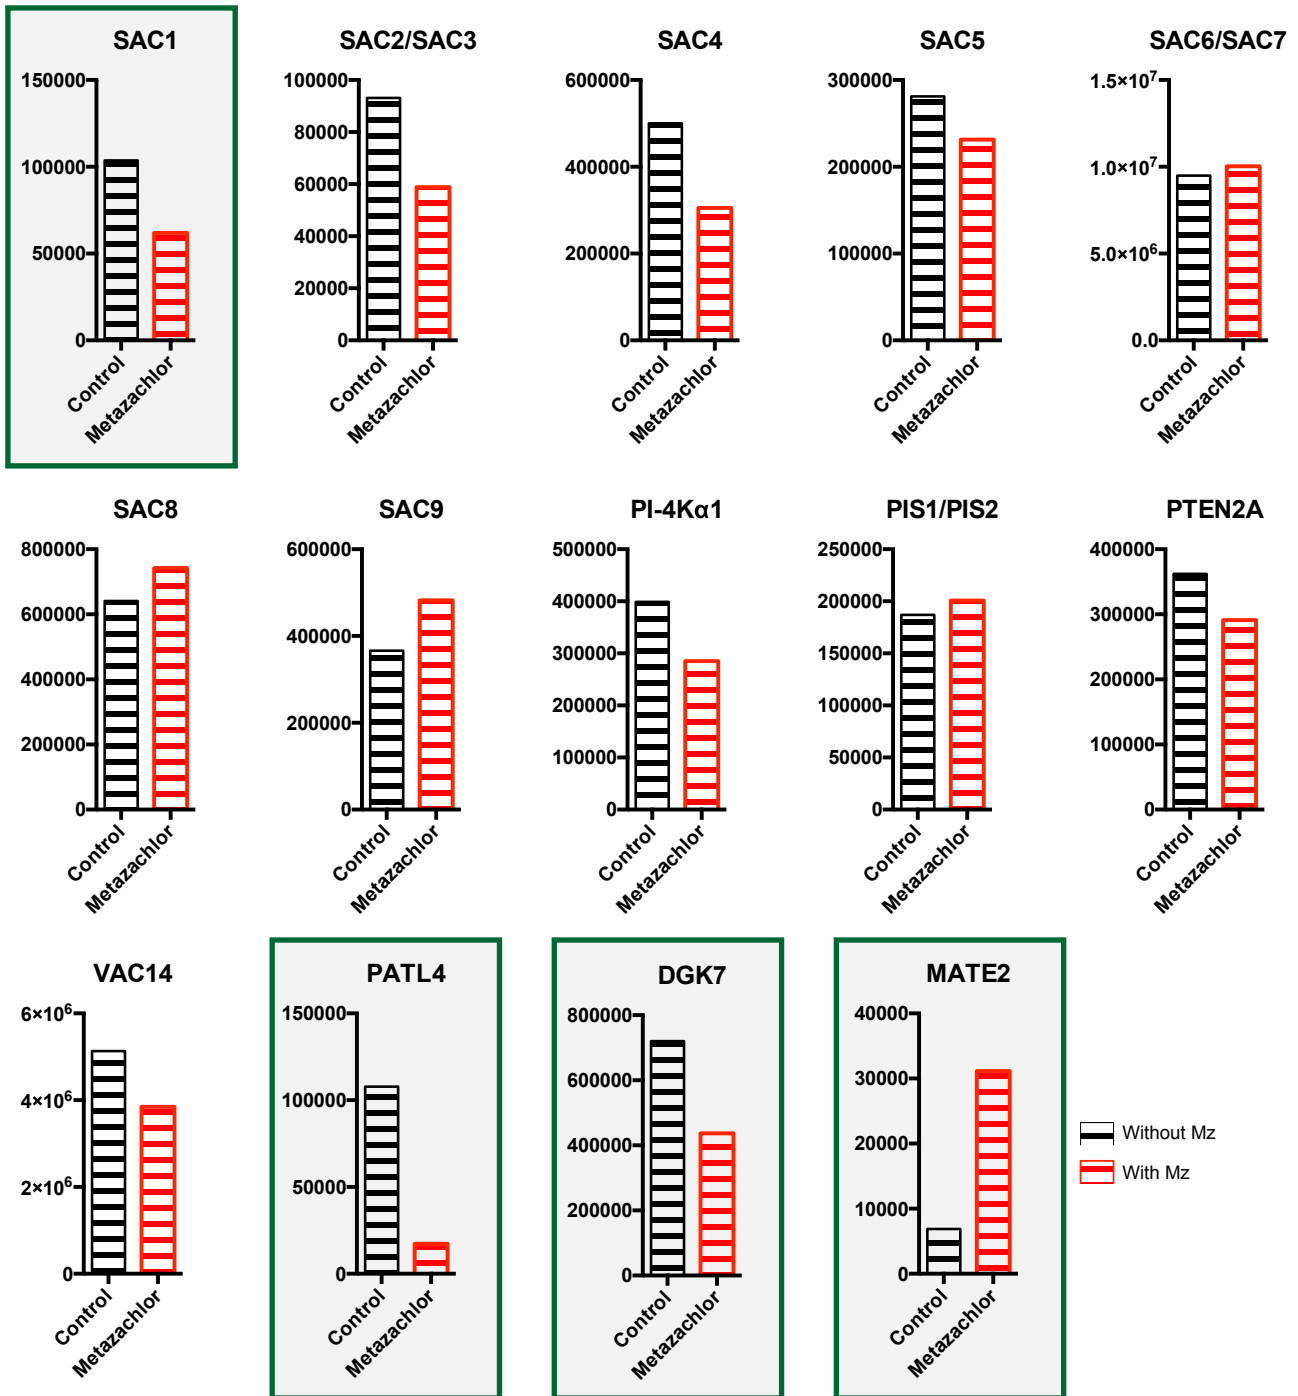 SAC1
SAC2/SAC3
SAC4
SAC5
SAC6/SAC7
150000
100000
50000
0
Control
Metazachlor
100000
80000
60000
40000
20000
0
Control
Metazachlor
600000
400000
200000
0
Control
Metazachlor
300000
200000
100000
0
Control
Metazachlor
1.5×10⁷
1.0×10⁷
5.0×10⁶
0.0
Control
Metazachlor
SAC8
SAC9
PI-4Kα1
PIS1/PIS2
PTEN2A
800000
600000
400000
200000
0
Control
Metazachlor
600000
400000
200000
0
Control
Metazachlor
500000
400000
300000
200000
100000
0
Control
Metazachlor
250000
200000
150000
100000
50000
0
Control
Metazachlor
400000
300000
200000
100000
0
Control
Metazachlor
VAC14
PATL4
DGK7
MATE2
6×10⁶
4×10⁶
2×10⁶
0
Control
Metazachlor
150000
100000
50000
0
Control
Metazachlor
800000
600000
400000
200000
0
Control
Metazachlor
40000
30000
20000
10000
0
Control
Metazachlor
Without Mz
With Mz